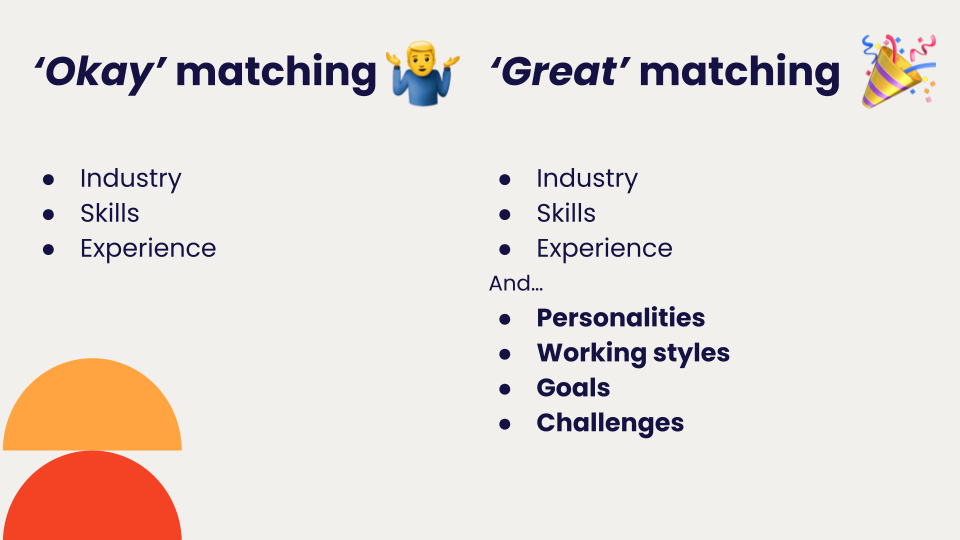 ‘Okay’ matching
● Industry
● Skills
● Experience
‘Great’ matching
● Industry
● Skills
● Experience
And...
● Personalities
● Working styles
● Goals
● Challenges